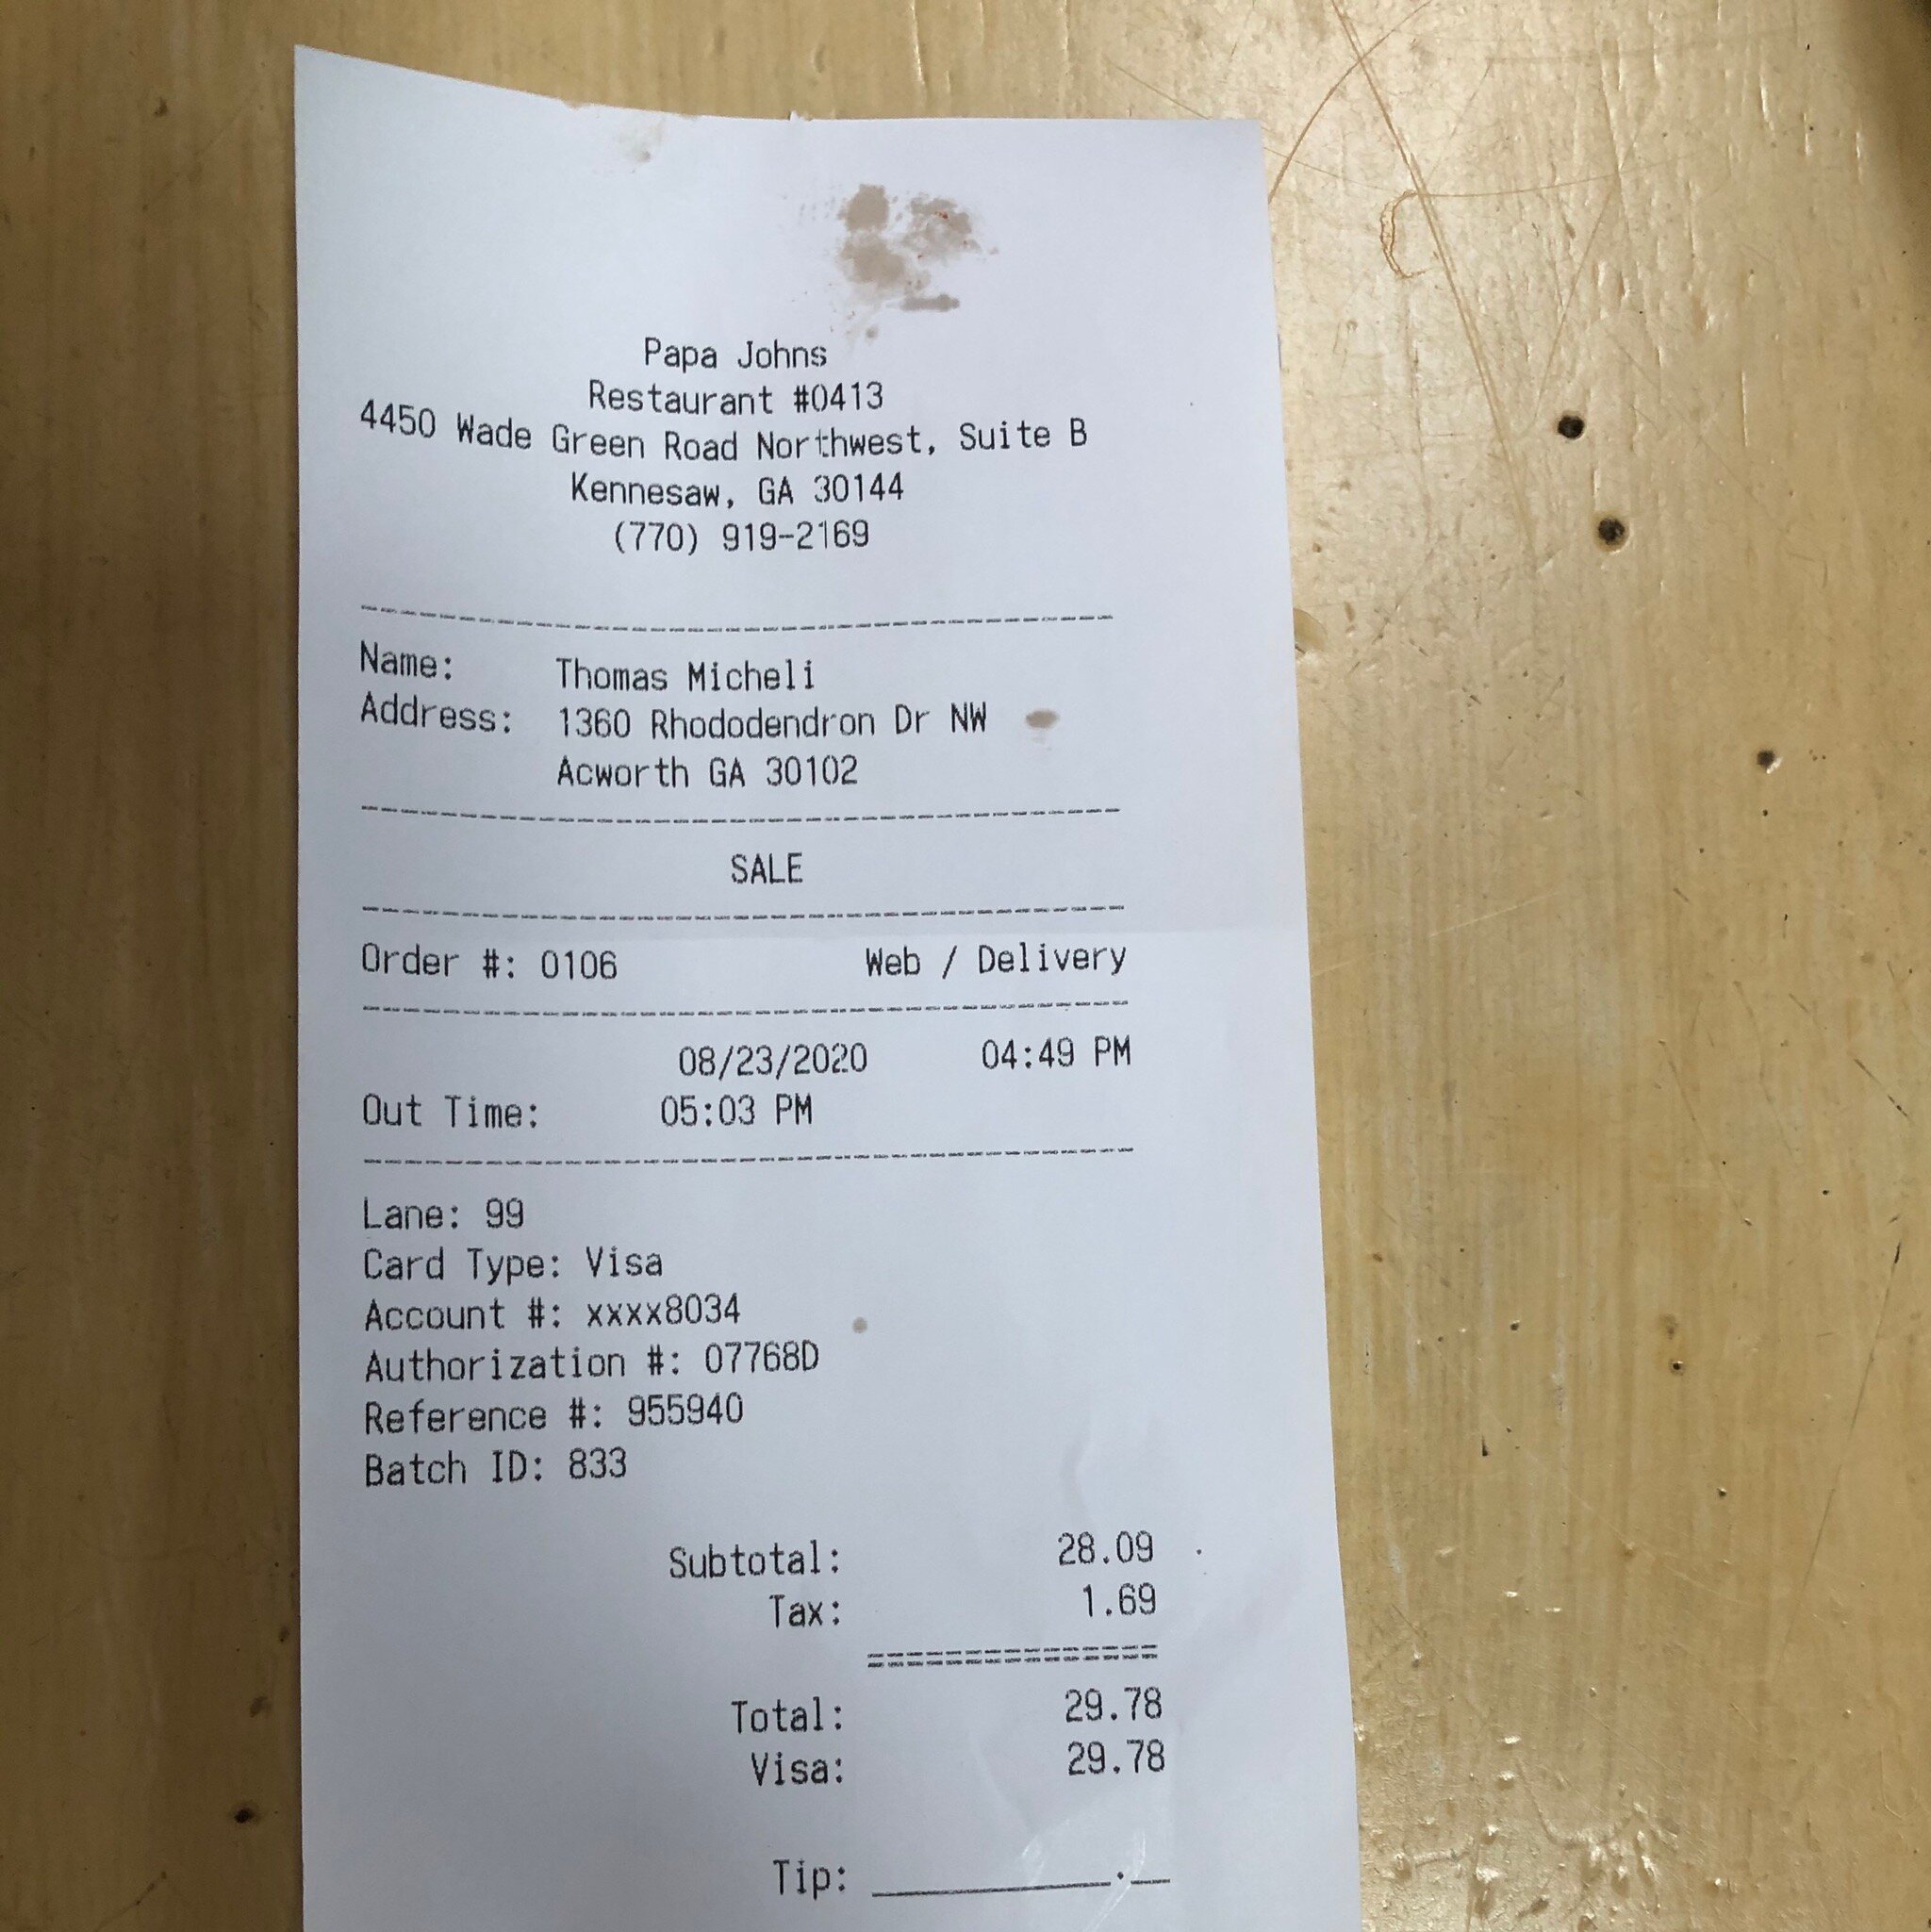 Papa Johns
Restaurant #0413
4450 Wade Green Road Northwest, Suite B
Kennesaw, GA 30144
(770) 919-2169
Name: Thomas Micheli
Address: 1360 Rhododendron Dr NW
Acworth GA 30102
SALE
Order #: 0106 Web / Delivery
08/23/2020 04:49 PM
Out Time: 05:03 PM
Lane: 99
Card Type: Visa
Account #: xxxx8034
Authorization #: 07768D
Reference #: 955940
Batch ID: 833
Subtotal: 28.09
Tax: 1.69
Total: 29.78
Visa: 29.78
Tip: ____________.__